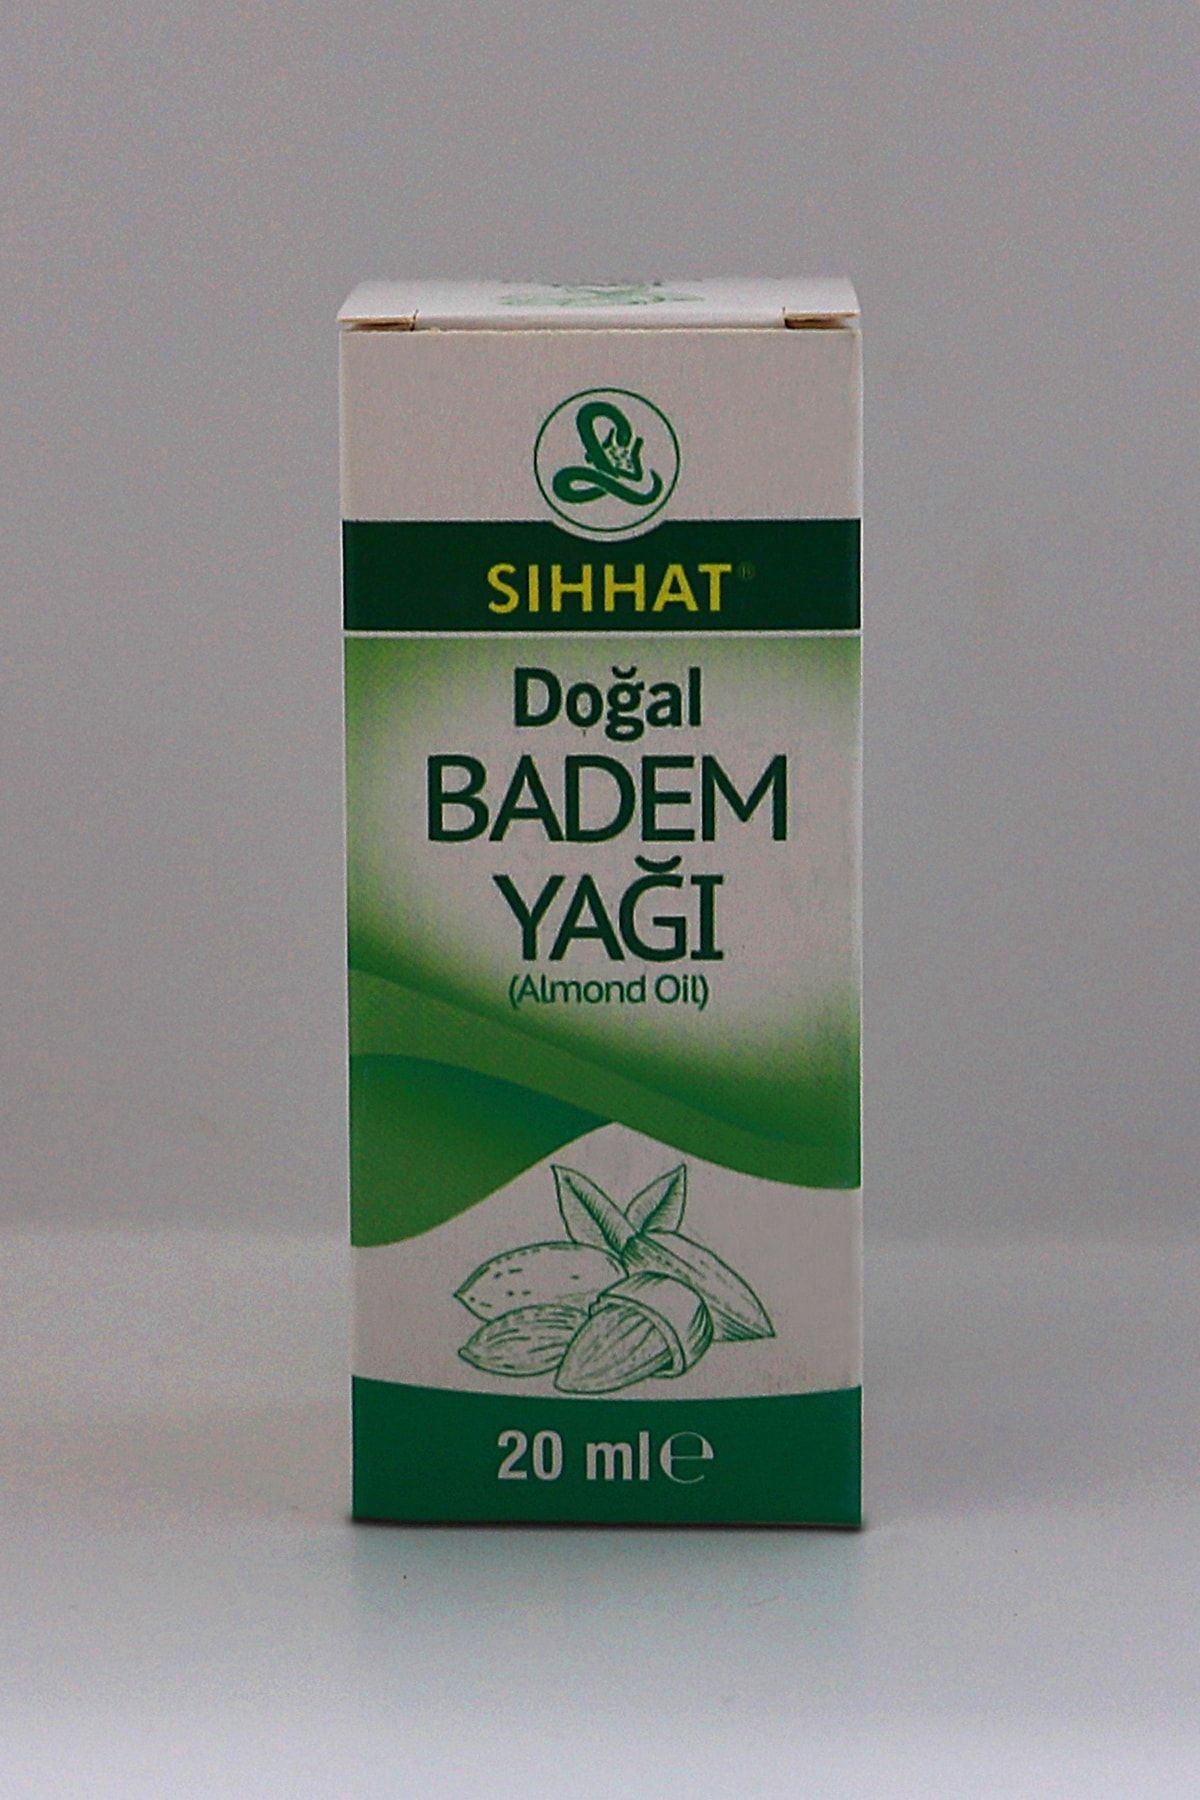 SIHHAT®
Doğal
BADEM
YAĞI
(Almond Oil)
20 ml ℮